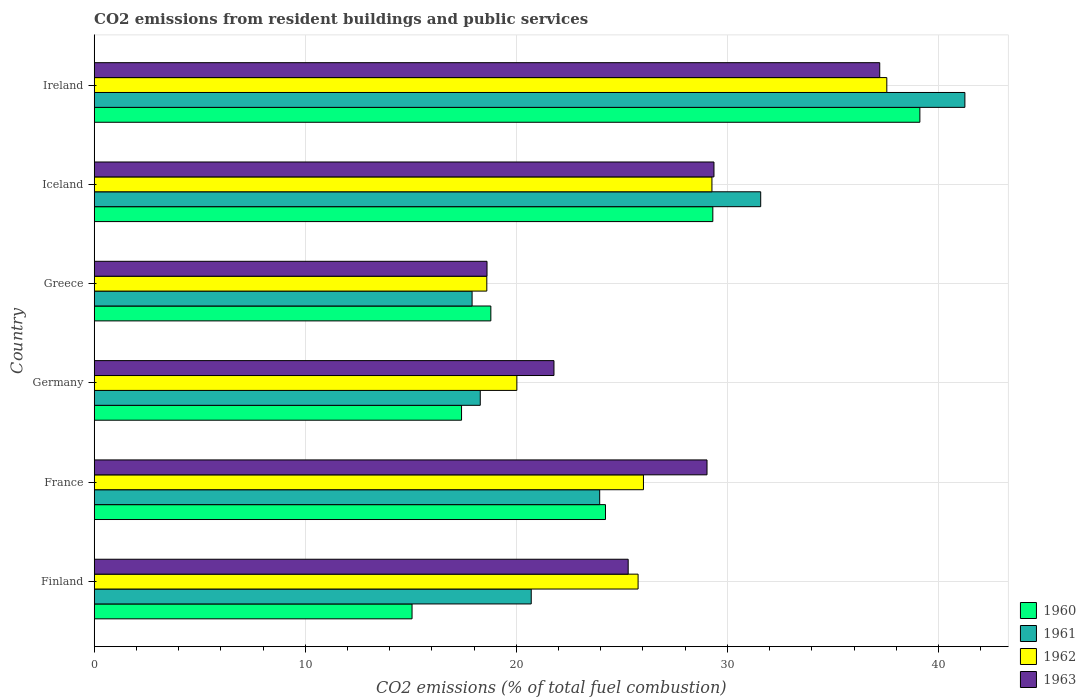 CO2 emissions from resident buildings and public services
Ireland
Iceland
Greece
Germany
France
Finland
Country
0
10
20
30
40
CO2 emissions (% of total fuel combustion)
1960
1961
1962
1963